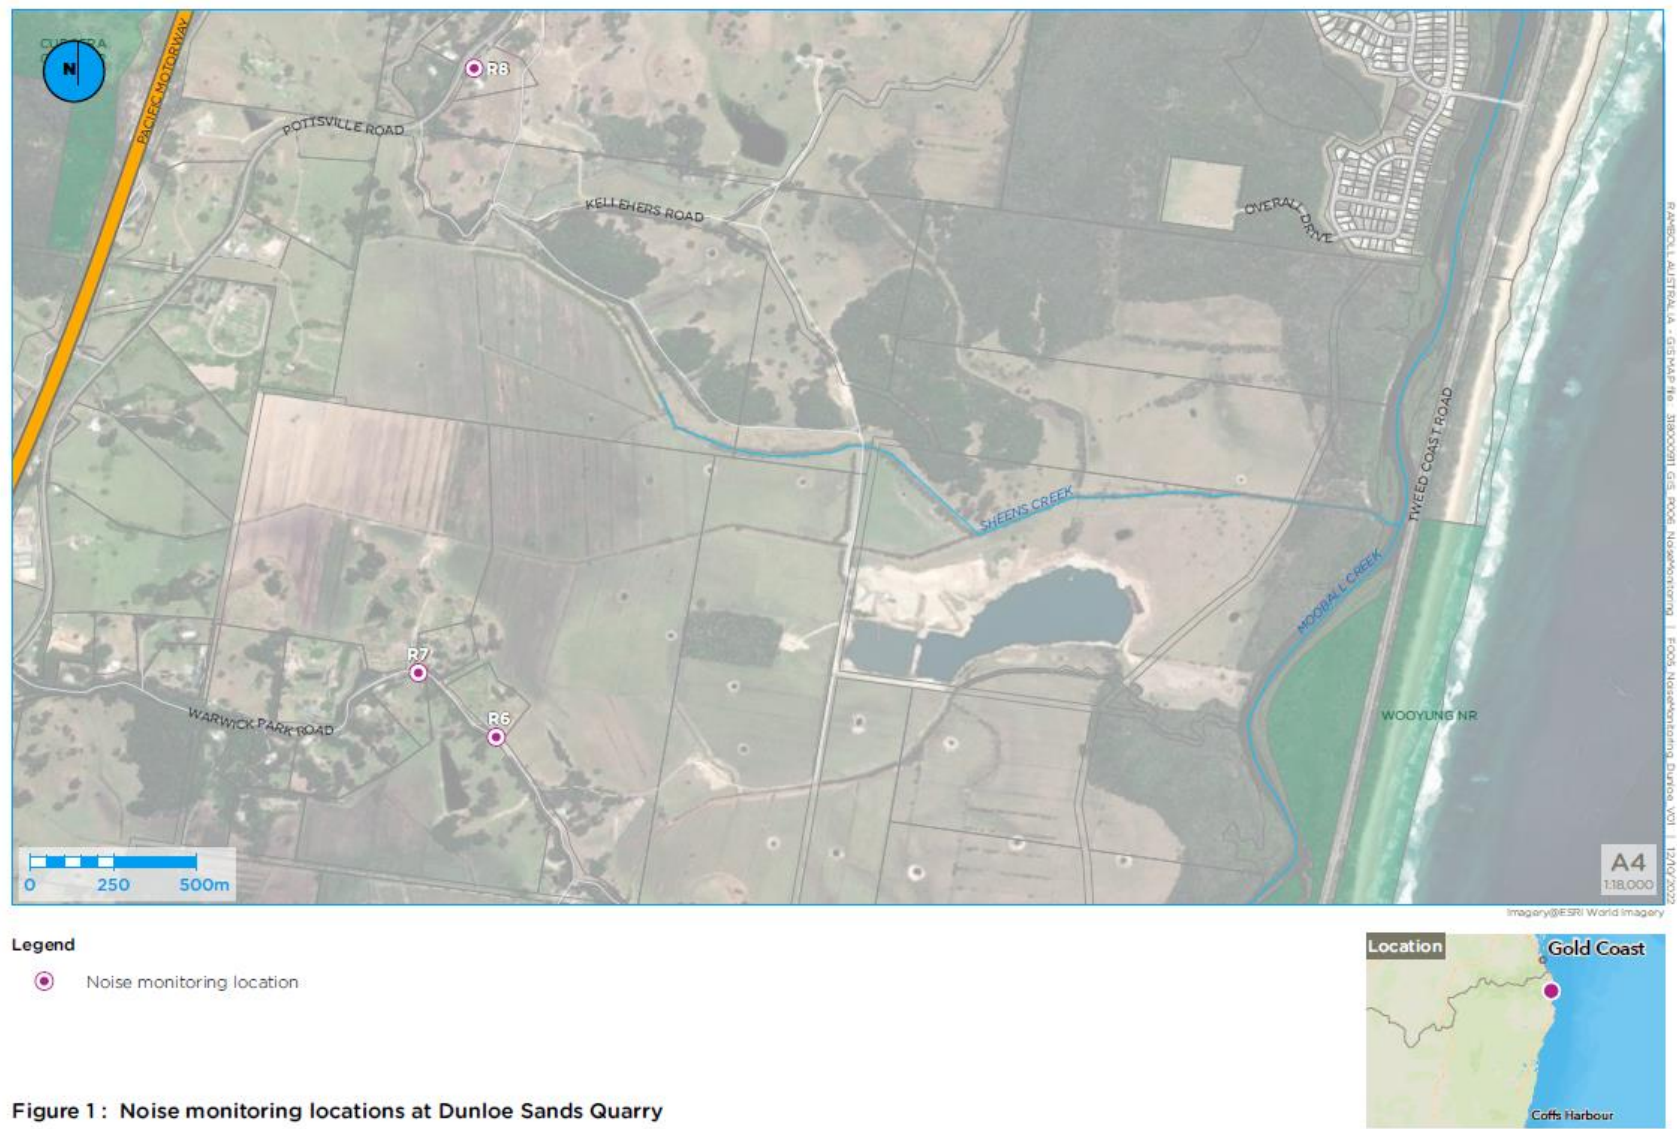 N
PACIFIC MOTORWAY
R8
POTTSVILLE ROAD
KELLEHERS ROAD
OVERALL DRIVE
TWEED COAST ROAD
SHEENS CREEK
MOOBALL CREEK
R7
WARWICK PARK ROAD
R6
WOOYUNG NR
0 250 500m
A4
1:18,000
Imagery@ESRI World Imagery
Legend
Noise monitoring location
Location
Gold Coast
Coffs Harbour
Figure 1 : Noise monitoring locations at Dunloe Sands Quarry